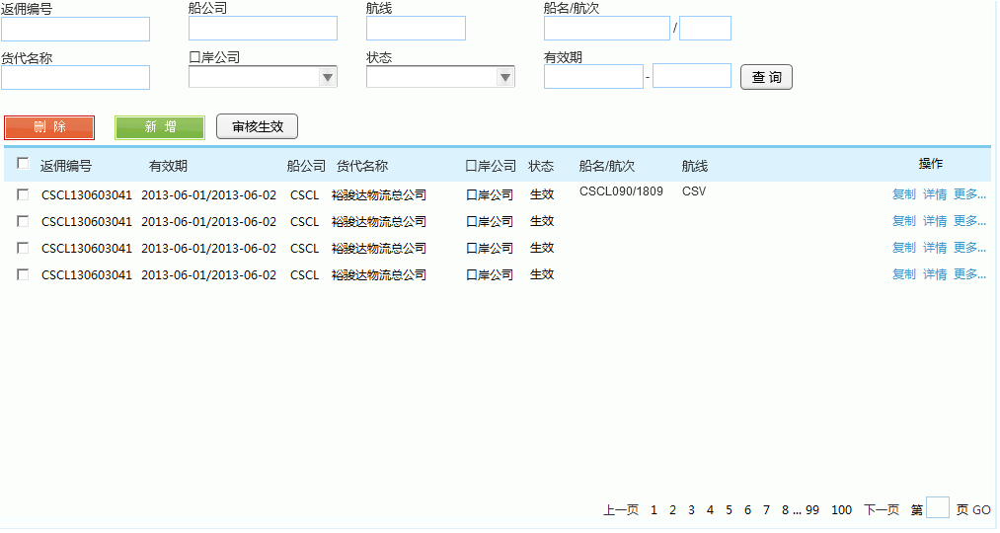 返佣编号 船公司 航线 船名/航次
/
货代名称 口岸公司 状态 有效期
- 查 询
删 除 新 增 审核生效
返佣编号 有效期 船公司 货代名称 口岸公司 状态 船名/航次 航线 操作
CSCL130603041 2013-06-01/2013-06-02 CSCL 裕骏达物流总公司 口岸公司 生效 CSCL090/1809 CSV 复制 详情 更多...
CSCL130603041 2013-06-01/2013-06-02 CSCL 裕骏达物流总公司 口岸公司 生效 复制 详情 更多...
CSCL130603041 2013-06-01/2013-06-02 CSCL 裕骏达物流总公司 口岸公司 生效 复制 详情 更多...
CSCL130603041 2013-06-01/2013-06-02 CSCL 裕骏达物流总公司 口岸公司 生效 复制 详情 更多...
上一页 1 2 3 4 5 6 7 8 ... 99 100 下一页 第 页 GO